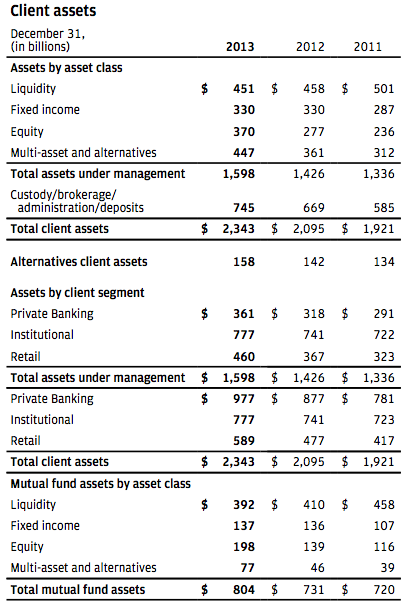 Client assets
December 31,
(in billions) 2013 2012 2011
Assets by asset class
Liquidity $ 451 $ 458 $ 501
Fixed income 330 330 287
Equity 370 277 236
Multi-asset and alternatives 447 361 312
Total assets under management 1,598 1,426 1,336
Custody/brokerage/
administration/deposits 745 669 585
Total client assets $ 2,343 $ 2,095 $ 1,921
Alternatives client assets 158 142 134
Assets by client segment
Private Banking $ 361 $ 318 $ 291
Institutional 777 741 722
Retail 460 367 323
Total assets under management $ 1,598 $ 1,426 $ 1,336
Private Banking $ 977 $ 877 $ 781
Institutional 777 741 723
Retail 589 477 417
Total client assets $ 2,343 $ 2,095 $ 1,921
Mutual fund assets by asset class
Liquidity $ 392 $ 410 $ 458
Fixed income 137 136 107
Equity 198 139 116
Multi-asset and alternatives 77 46 39
Total mutual fund assets $ 804 $ 731 $ 720